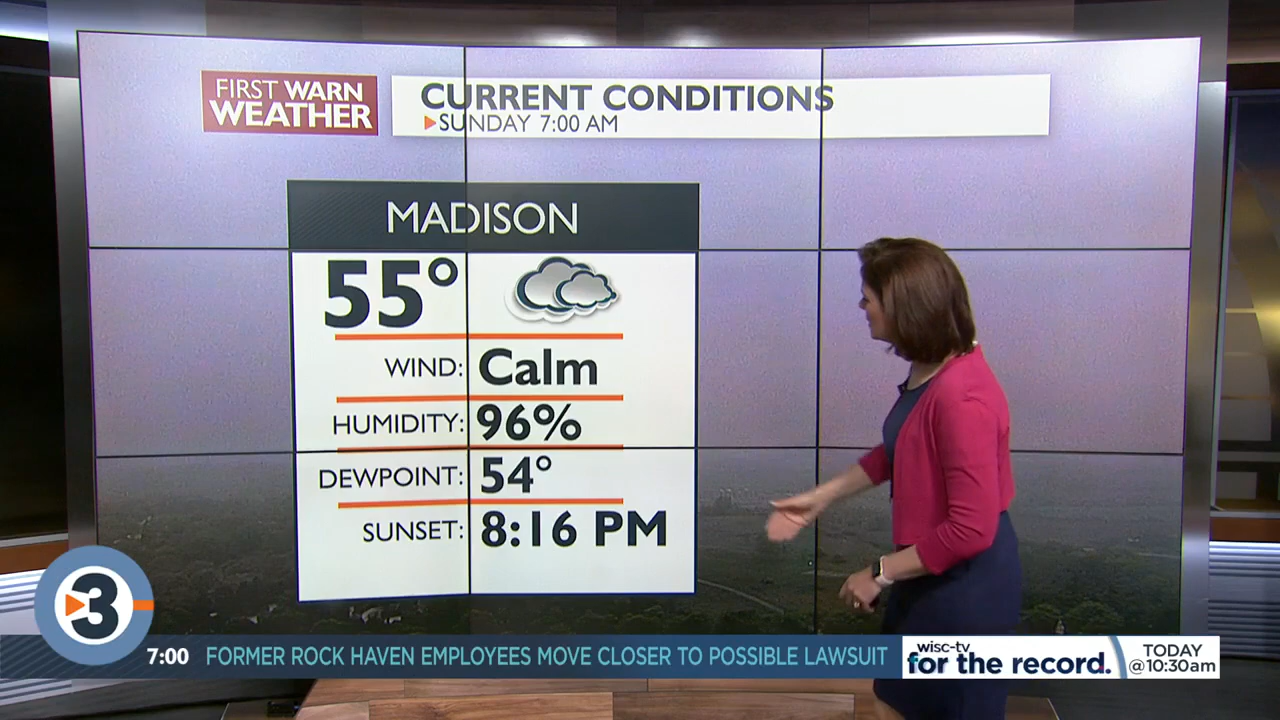 FIRST WARN
WEATHER
CURRENT CONDITIONS
SUNDAY 7:00 AM
MADISON
55°
WIND: Calm
HUMIDITY: 96%
DEWPOINT: 54°
SUNSET: 8:16 PM
3
7:00 FORMER ROCK HAVEN EMPLOYEES MOVE CLOSER TO POSSIBLE LAWSUIT
wisc-tv
for the record.
TODAY
@10:30am